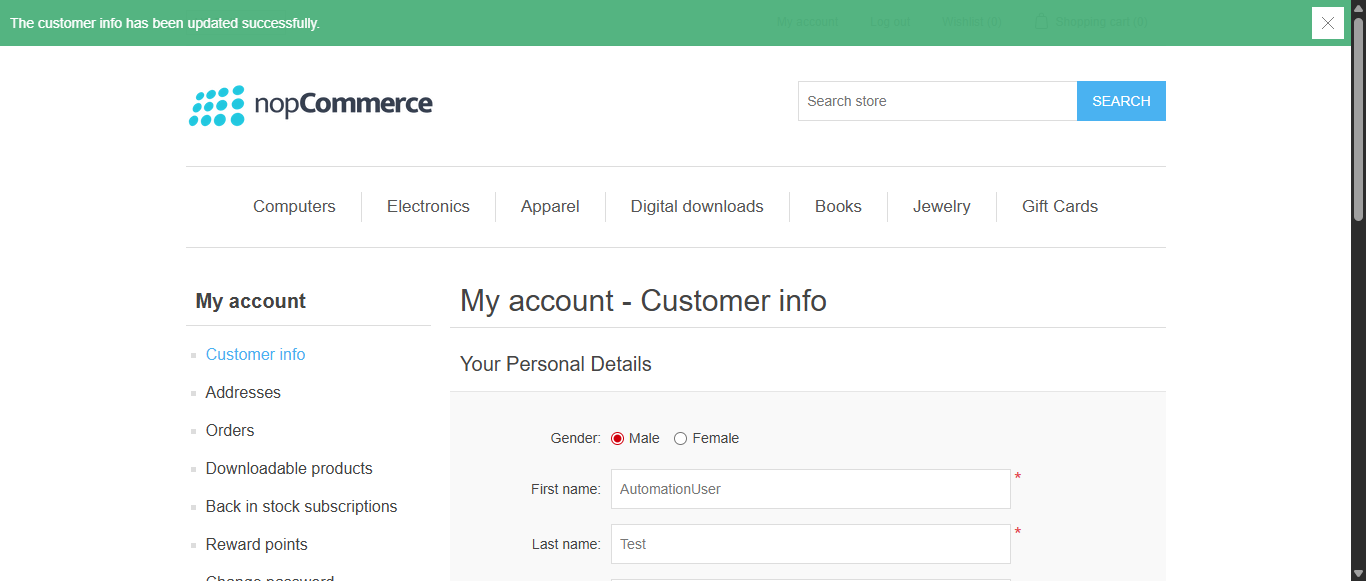 The customer info has been updated successfully.
My account Log out Wishlist (0) Shopping cart (0)
nopCommerce
Search store
SEARCH
Computers Electronics Apparel Digital downloads Books Jewelry Gift Cards
My account
Customer info
Addresses
Orders
Downloadable products
Back in stock subscriptions
Reward points
Change password
My account - Customer info
Your Personal Details
Gender: Male Female
First name: AutomationUser *
Last name: Test *